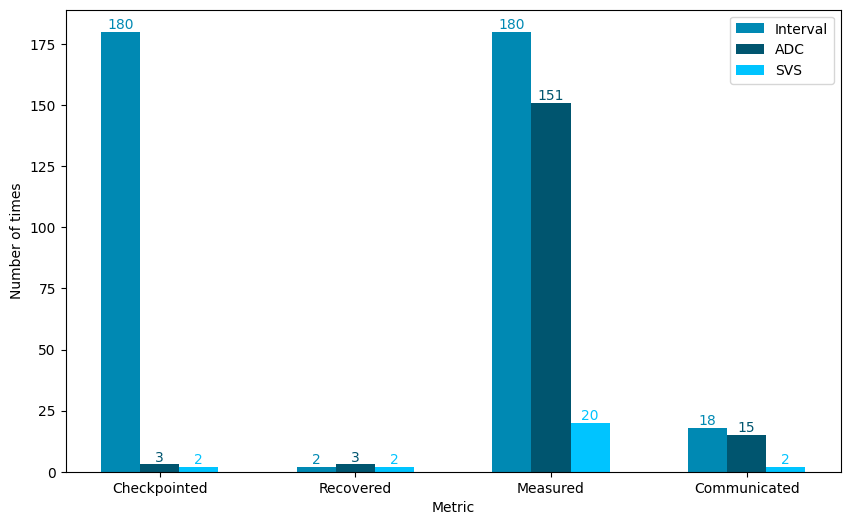 180
180
Interval
ADC
SVS
175
150
151
125
100
Number of times
75
50
25
20
18
15
3
2
2
3
2
2
0
Checkpointed
Recovered
Measured
Communicated
Metric